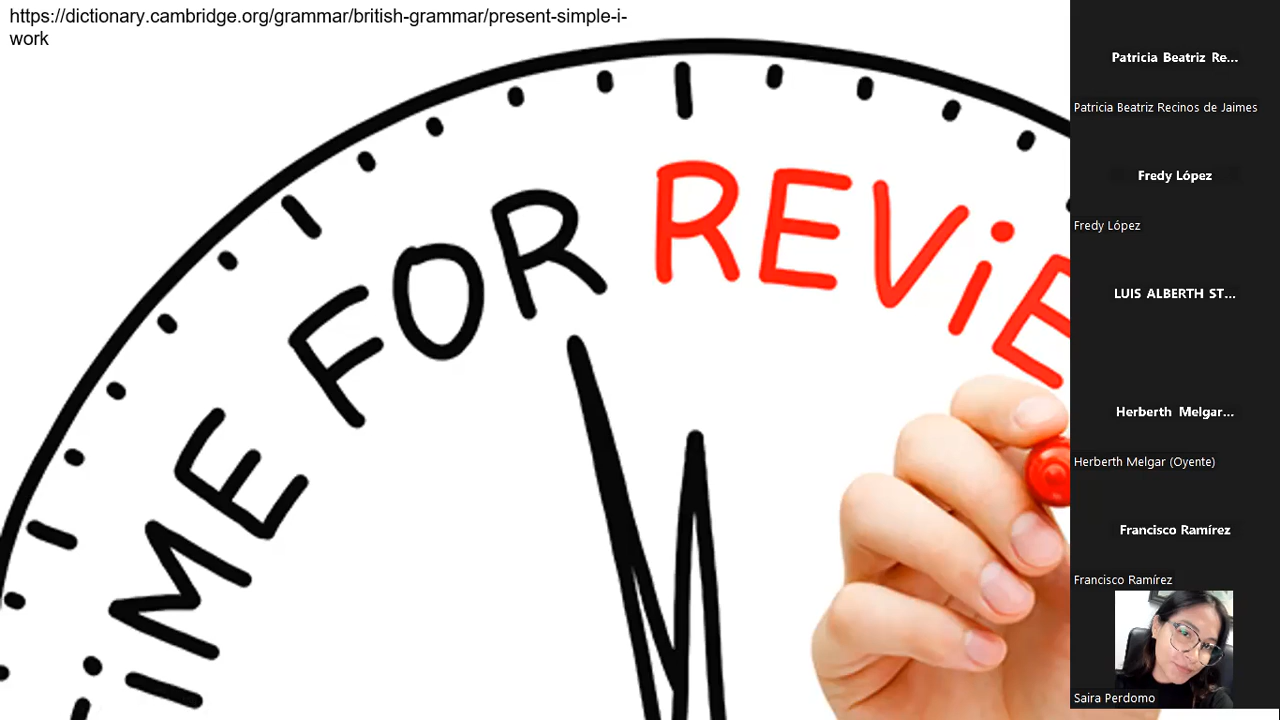 https://dictionary.cambridge.org/grammar/british-grammar/present-simple-i-
work
TiME FOR REViE
Patricia Beatriz Re...
Patricia Beatriz Recinos de Jaimes
Fredy López
Fredy López
LUIS ALBERTH ST...
Herberth Melgar...
Herberth Melgar (Oyente)
Francisco Ramírez
Francisco Ramírez
Saira Perdomo